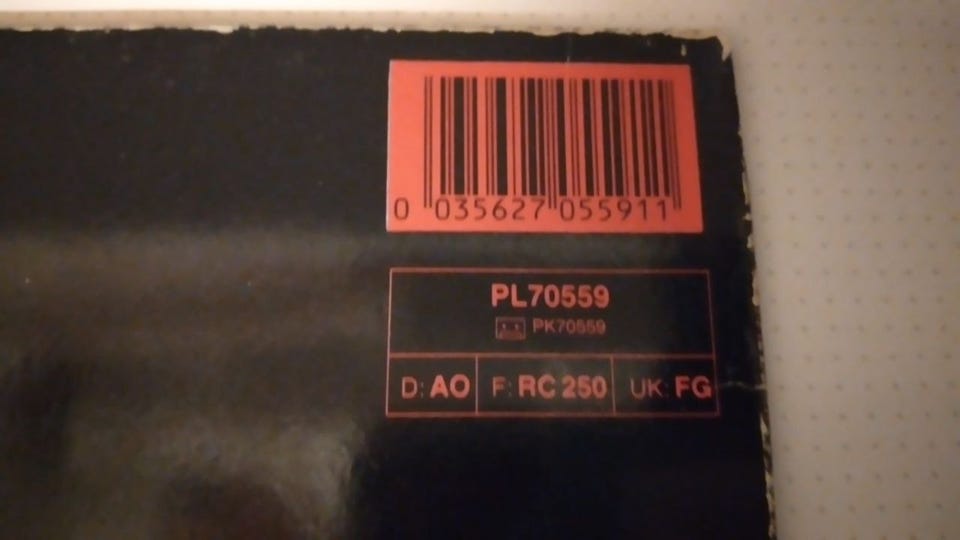 0 035627 055911
PL70559
PK70559
D: AO F: RC 250 UK: FG